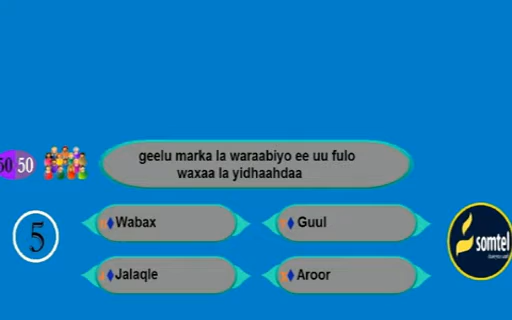 geelu marka la waraabiyo ee uu fulo
waxaa la yidhaahdaa
50 50
5
Wabax
Guul
Jalaqle
Aroor
somtel